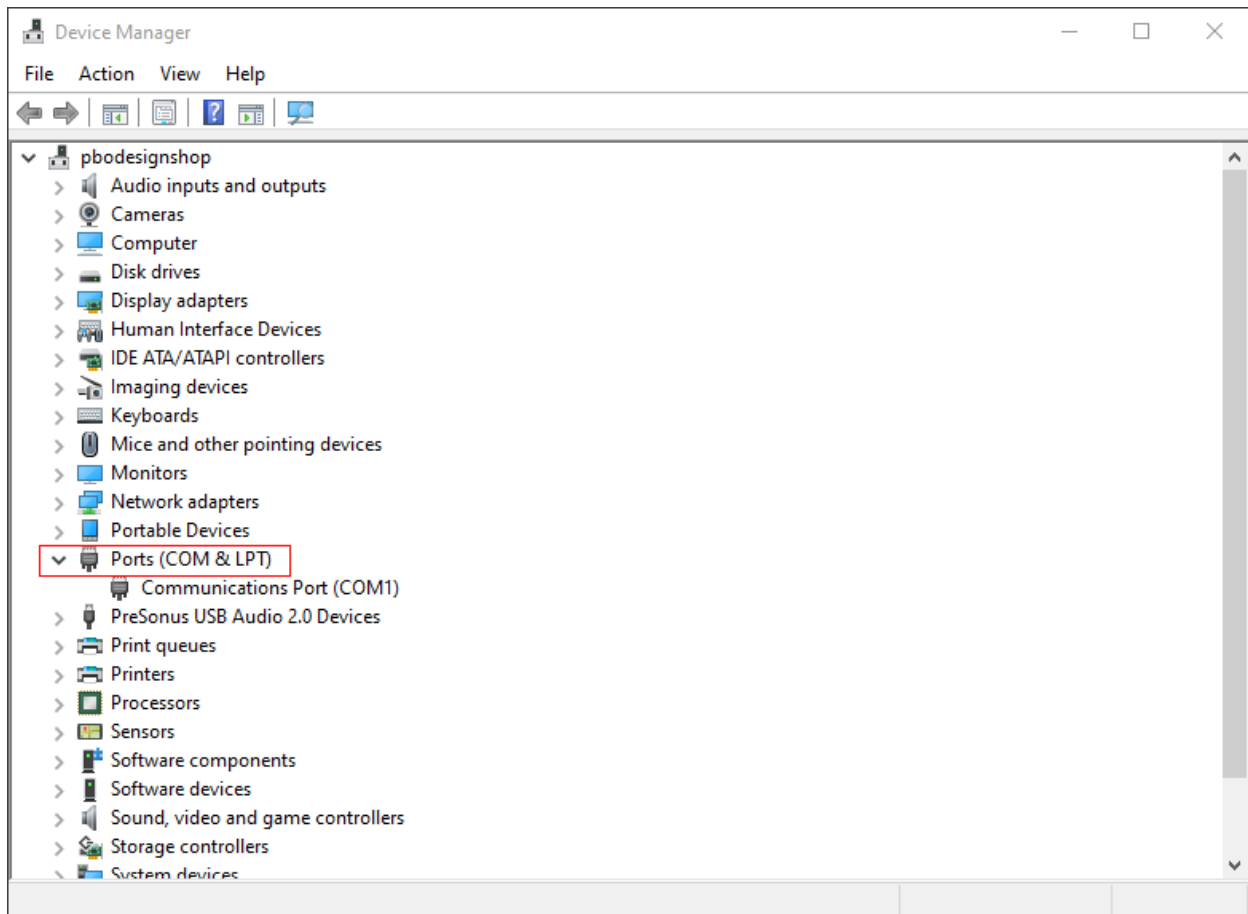 Device Manager
File Action View Help
pbodesignshop
Audio inputs and outputs
Cameras
Computer
Disk drives
Display adapters
Human Interface Devices
IDE ATA/ATAPI controllers
Imaging devices
Keyboards
Mice and other pointing devices
Monitors
Network adapters
Portable Devices
Ports (COM & LPT)
Communications Port (COM1)
PreSonus USB Audio 2.0 Devices
Print queues
Printers
Processors
Sensors
Software components
Software devices
Sound, video and game controllers
Storage controllers
System devices